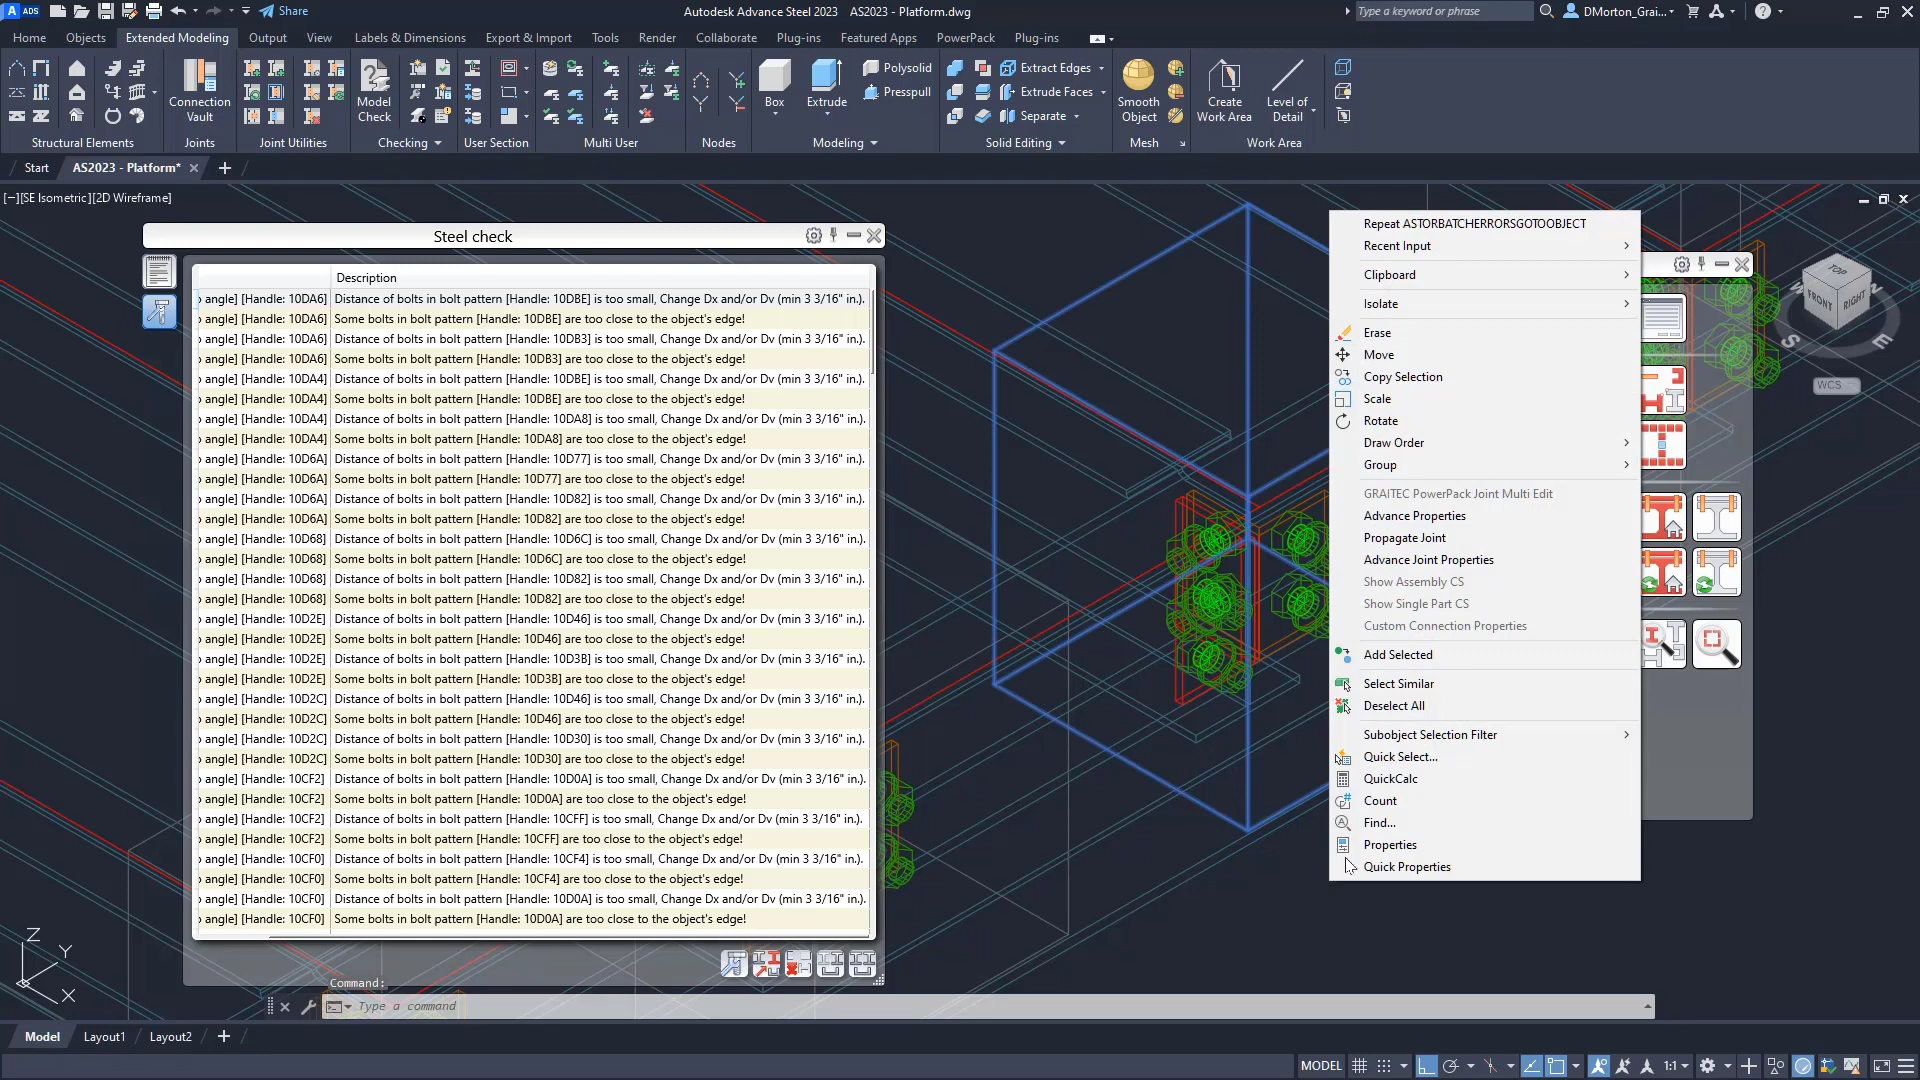 A ADS
Share
Autodesk Advance Steel 2023 AS2023 - Platform.dwg
Type a keyword or phrase
DMorton_Grai...
Home Objects Extended Modeling Output View Labels & Dimensions Export & Import Tools Render Collaborate Plug-ins Featured Apps PowerPack Plug-ins
Connection Vault
Model Check
Box
Extrude
Polysolid
Presspull
Extract Edges
Extrude Faces
Separate
Smooth Object
Create Work Area
Level of Detail
Structural Elements Joints Joint Utilities Checking User Section Multi User Nodes Modeling Solid Editing Mesh Work Area
Start AS2023 - Platform*
[−][SE Isometric][2D Wireframe]
Steel check
Description
angle] [Handle: 10DA6] Distance of bolts in bolt pattern [Handle: 10DBE] is too small, Change Dx and/or Dv (min 3 3/16" in.).
angle] [Handle: 10DA6] Some bolts in bolt pattern [Handle: 10DBE] are too close to the object's edge!
angle] [Handle: 10DA6] Distance of bolts in bolt pattern [Handle: 10DB3] is too small, Change Dx and/or Dv (min 3 3/16" in.).
angle] [Handle: 10DA6] Some bolts in bolt pattern [Handle: 10DB3] are too close to the object's edge!
angle] [Handle: 10DA4] Distance of bolts in bolt pattern [Handle: 10DBE] is too small, Change Dx and/or Dv (min 3 3/16" in.).
angle] [Handle: 10DA4] Some bolts in bolt pattern [Handle: 10DBE] are too close to the object's edge!
angle] [Handle: 10DA4] Distance of bolts in bolt pattern [Handle: 10DA8] is too small, Change Dx and/or Dv (min 3 3/16" in.).
angle] [Handle: 10DA4] Some bolts in bolt pattern [Handle: 10DA8] are too close to the object's edge!
angle] [Handle: 10D6A] Distance of bolts in bolt pattern [Handle: 10D77] is too small, Change Dx and/or Dv (min 3 3/16" in.).
angle] [Handle: 10D6A] Some bolts in bolt pattern [Handle: 10D77] are too close to the object's edge!
angle] [Handle: 10D6A] Distance of bolts in bolt pattern [Handle: 10D82] is too small, Change Dx and/or Dv (min 3 3/16" in.).
angle] [Handle: 10D6A] Some bolts in bolt pattern [Handle: 10D82] are too close to the object's edge!
angle] [Handle: 10D68] Distance of bolts in bolt pattern [Handle: 10D6C] is too small, Change Dx and/or Dv (min 3 3/16" in.).
angle] [Handle: 10D68] Some bolts in bolt pattern [Handle: 10D6C] are too close to the object's edge!
angle] [Handle: 10D68] Distance of bolts in bolt pattern [Handle: 10D82] is too small, Change Dx and/or Dv (min 3 3/16" in.).
angle] [Handle: 10D68] Some bolts in bolt pattern [Handle: 10D82] are too close to the object's edge!
angle] [Handle: 10D2E] Distance of bolts in bolt pattern [Handle: 10D46] is too small, Change Dx and/or Dv (min 3 3/16" in.).
angle] [Handle: 10D2E] Some bolts in bolt pattern [Handle: 10D46] are too close to the object's edge!
angle] [Handle: 10D2E] Distance of bolts in bolt pattern [Handle: 10D3B] is too small, Change Dx and/or Dv (min 3 3/16" in.).
angle] [Handle: 10D2E] Some bolts in bolt pattern [Handle: 10D3B] are too close to the object's edge!
angle] [Handle: 10D2C] Distance of bolts in bolt pattern [Handle: 10D46] is too small, Change Dx and/or Dv (min 3 3/16" in.).
angle] [Handle: 10D2C] Some bolts in bolt pattern [Handle: 10D46] are too close to the object's edge!
angle] [Handle: 10D2C] Distance of bolts in bolt pattern [Handle: 10D30] is too small, Change Dx and/or Dv (min 3 3/16" in.).
angle] [Handle: 10D2C] Some bolts in bolt pattern [Handle: 10D30] are too close to the object's edge!
angle] [Handle: 10CF2] Distance of bolts in bolt pattern [Handle: 10D0A] is too small, Change Dx and/or Dv (min 3 3/16" in.).
angle] [Handle: 10CF2] Some bolts in bolt pattern [Handle: 10D0A] are too close to the object's edge!
angle] [Handle: 10CF2] Distance of bolts in bolt pattern [Handle: 10CFF] is too small, Change Dx and/or Dv (min 3 3/16" in.).
angle] [Handle: 10CF2] Some bolts in bolt pattern [Handle: 10CFF] are too close to the object's edge!
angle] [Handle: 10CF0] Distance of bolts in bolt pattern [Handle: 10CF4] is too small, Change Dx and/or Dv (min 3 3/16" in.).
angle] [Handle: 10CF0] Some bolts in bolt pattern [Handle: 10CF4] are too close to the object's edge!
angle] [Handle: 10CF0] Distance of bolts in bolt pattern [Handle: 10D0A] is too small, Change Dx and/or Dv (min 3 3/16" in.).
angle] [Handle: 10CF0] Some bolts in bolt pattern [Handle: 10D0A] are too close to the object's edge!
Repeat ASTORBATCHERRORSGOTOOBJECT
Recent Input
Clipboard
Isolate
Erase
Move
Copy Selection
Scale
Rotate
Draw Order
Group
GRAITEC PowerPack Joint Multi Edit
Advance Properties
Propagate Joint
Advance Joint Properties
Show Assembly CS
Show Single Part CS
Custom Connection Properties
Add Selected
Select Similar
Deselect All
Subobject Selection Filter
Quick Select...
QuickCalc
Count
Find...
Properties
Quick Properties
TOP
FRONT
RIGHT
S
E
WCS
Z
Y
X
Command:
Type a command
Model Layout1 Layout2
MODEL
1:1